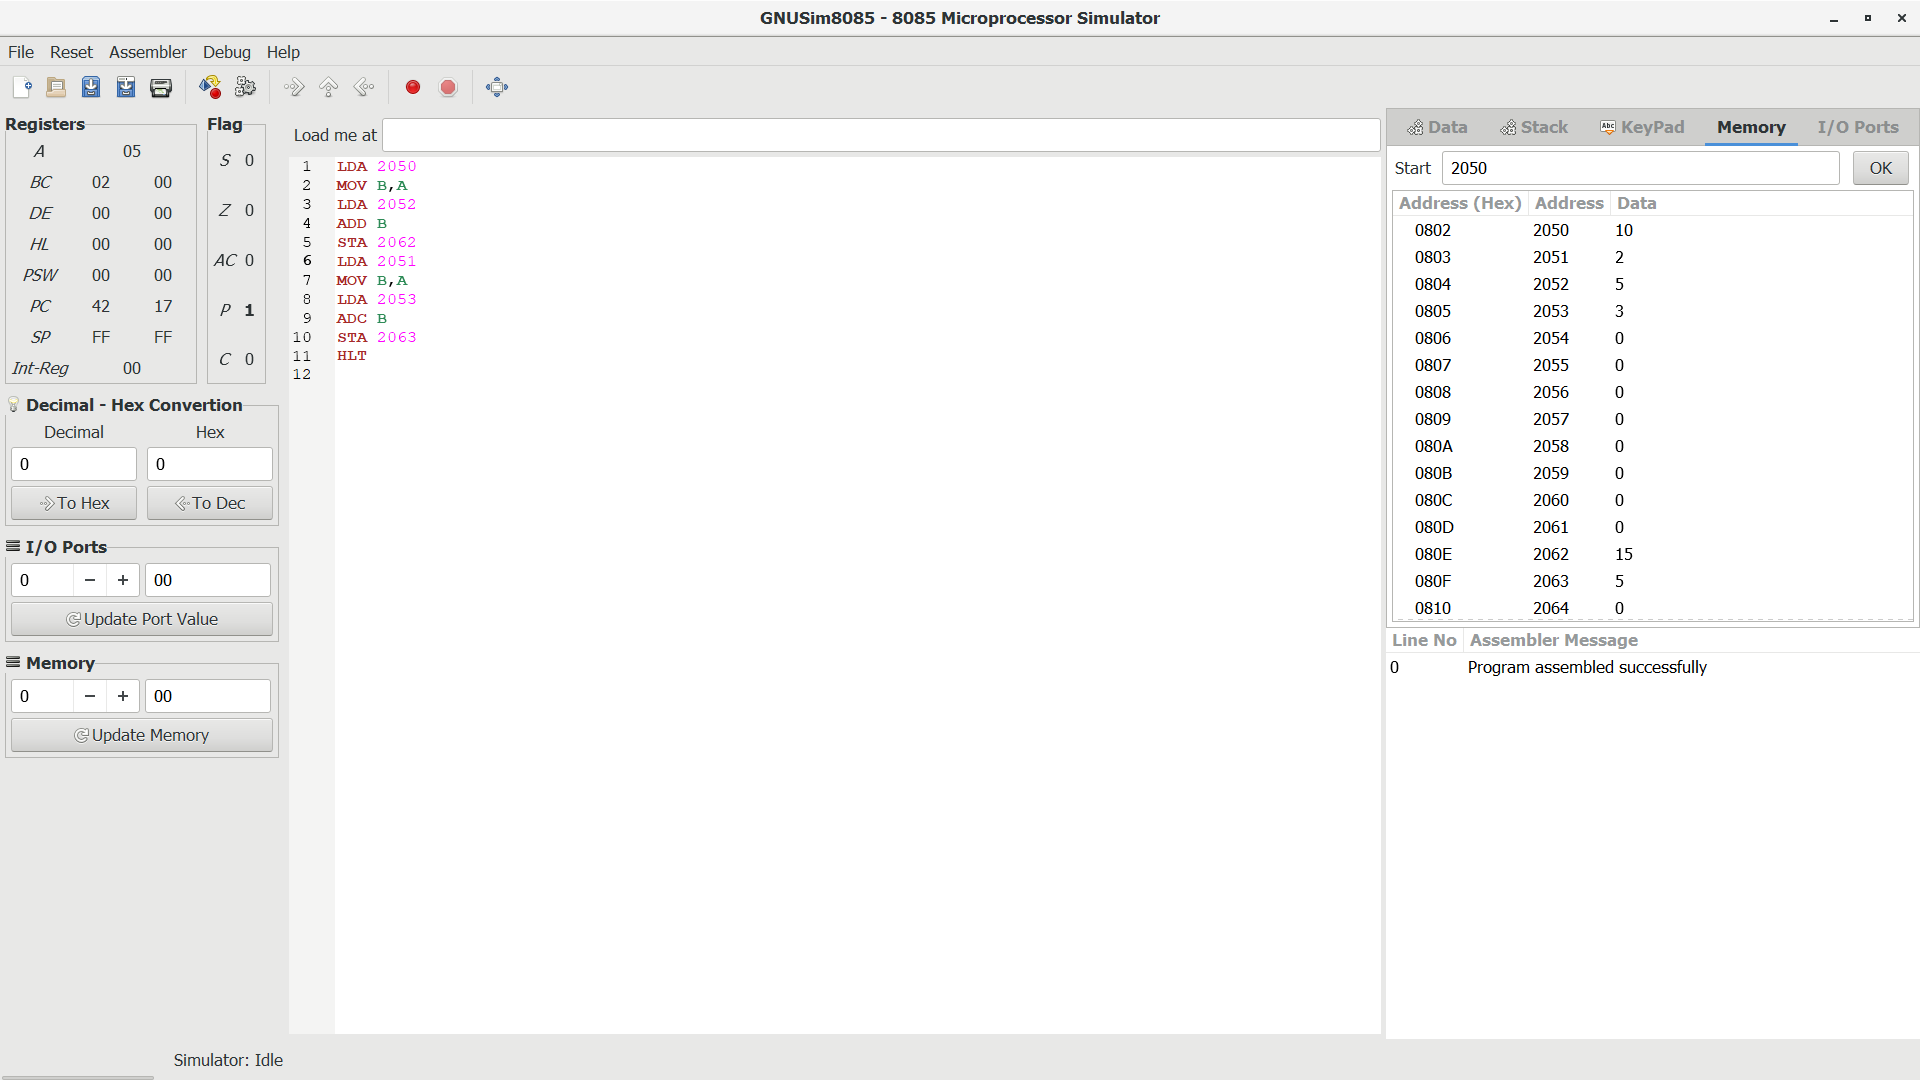 GNUSim8085 - 8085 Microprocessor Simulator
File Reset Assembler Debug Help
Registers
A 05
BC 02 00
DE 00 00
HL 00 00
PSW 00 00
PC 42 17
SP FF FF
Int-Reg 00
Flag
S 0
Z 0
AC 0
P 1
C 0
Decimal - Hex Convertion
Decimal Hex
0 0
To Hex To Dec
I/O Ports
0 − + 00
Update Port Value
Memory
0 − + 00
Update Memory
Load me at
1 LDA 2050
2 MOV B,A
3 LDA 2052
4 ADD B
5 STA 2062
6 LDA 2051
7 MOV B,A
8 LDA 2053
9 ADC B
10 STA 2063
11 HLT
12
Data Stack Abc KeyPad Memory I/O Ports
Start 2050 OK
Address (Hex) Address Data
0802 2050 10
0803 2051 2
0804 2052 5
0805 2053 3
0806 2054 0
0807 2055 0
0808 2056 0
0809 2057 0
080A 2058 0
080B 2059 0
080C 2060 0
080D 2061 0
080E 2062 15
080F 2063 5
0810 2064 0
Line No Assembler Message
0 Program assembled successfully
Simulator: Idle